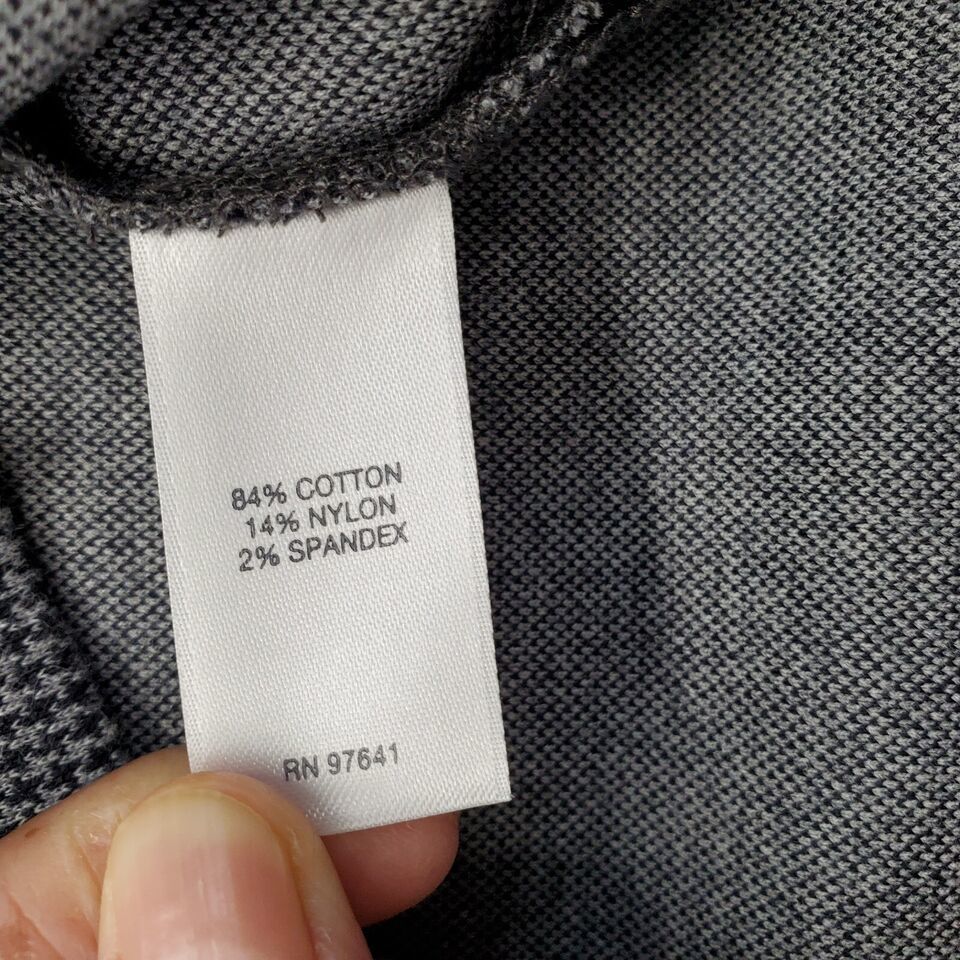 84% COTTON
14% NYLON
2% SPANDEX
RN 97641